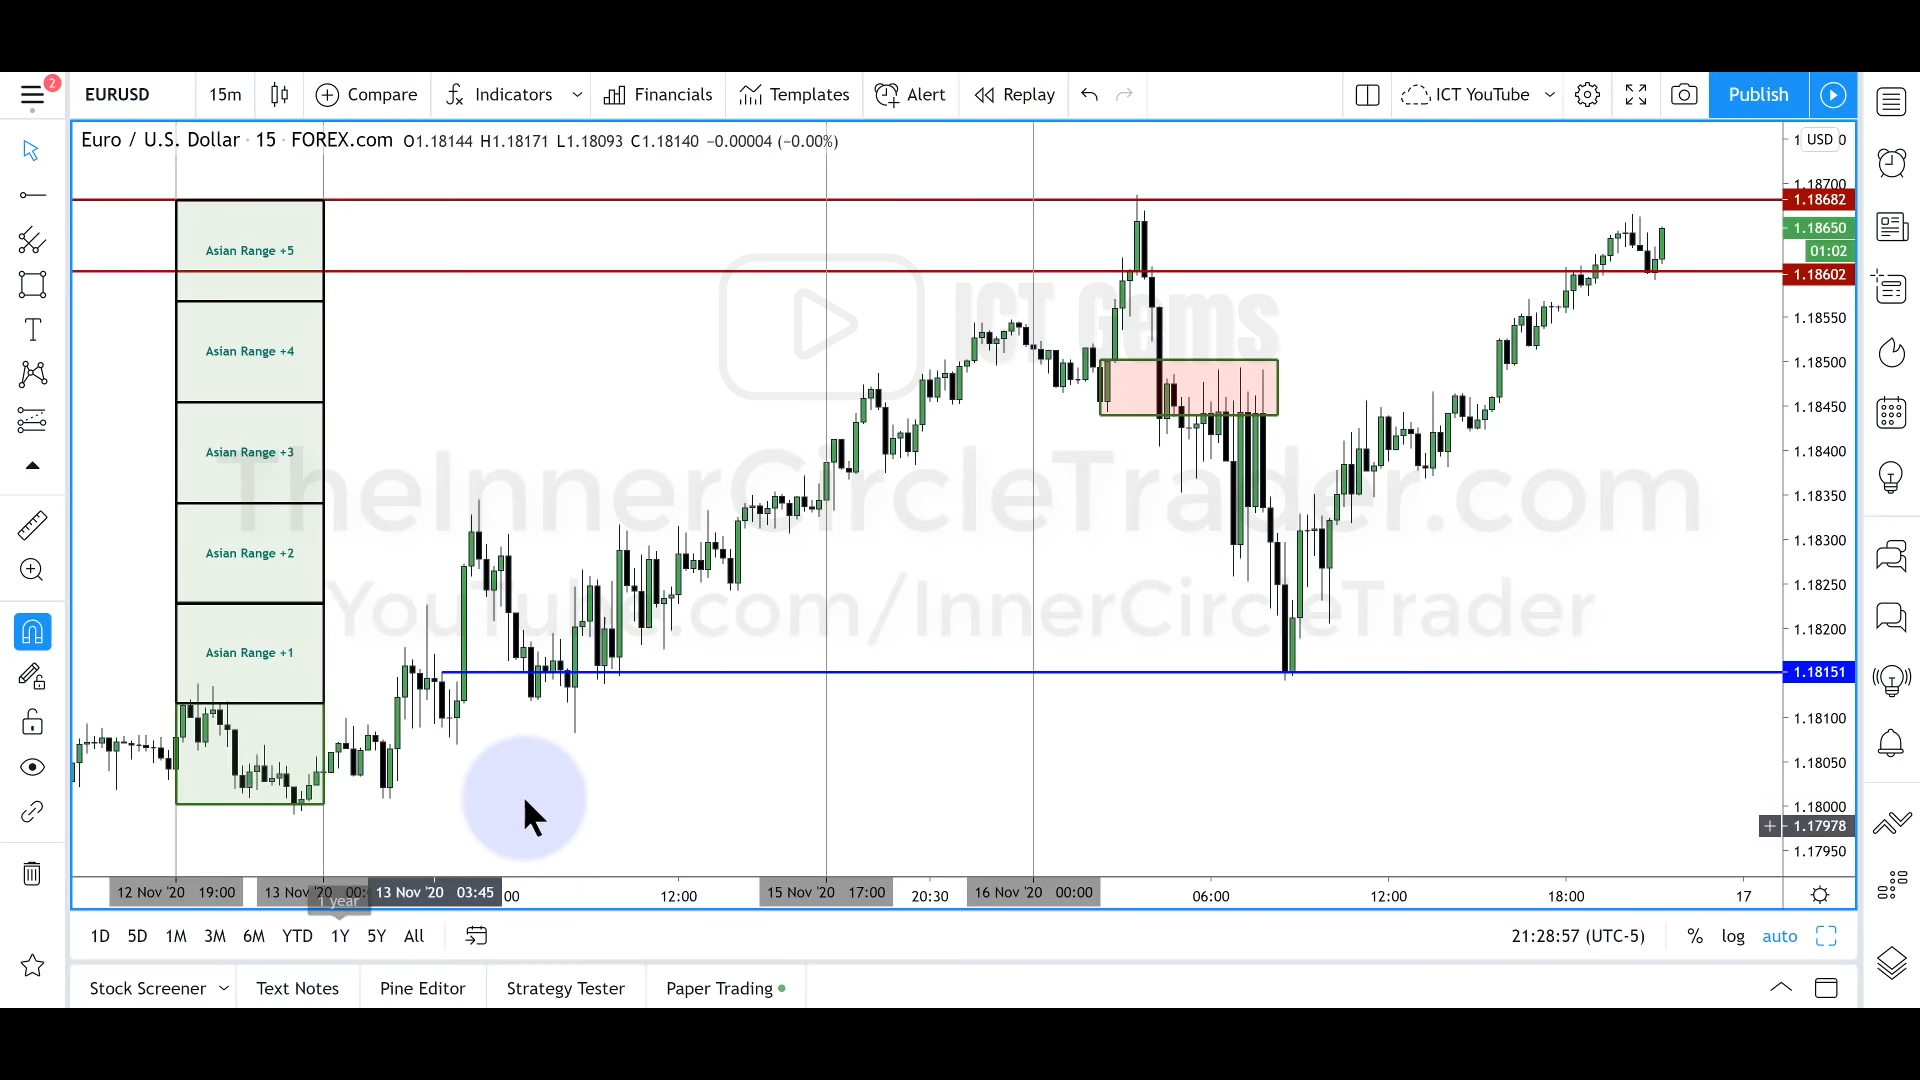 2
EURUSD 15m Compare Indicators Financials Templates Alert Replay ICT YouTube Publish
Euro / U.S. Dollar · 15 · FOREX.com O1.18144 H1.18171 L1.18093 C1.18140 −0.00004 (−0.00%)
USD
1.18700
1.18682
1.18650
01:02
1.18602
1.18550
1.18500
1.18450
1.18400
1.18350
1.18300
1.18250
1.18200
1.18151
1.18100
1.18050
1.18000
1.17978
1.17950
Asian Range +5
Asian Range +4
Asian Range +3
Asian Range +2
Asian Range +1
ICT Gems
TheInnerCircleTrader.com
YouTube.com/InnerCircleTrader
12 Nov '20 19:00 13 Nov '20 00: 13 Nov '20 03:45 00 12:00 15 Nov '20 17:00 20:30 16 Nov '20 00:00 06:00 12:00 18:00 17
1 year
1D 5D 1M 3M 6M YTD 1Y 5Y All 21:28:57 (UTC-5) % log auto
Stock Screener Text Notes Pine Editor Strategy Tester Paper Trading